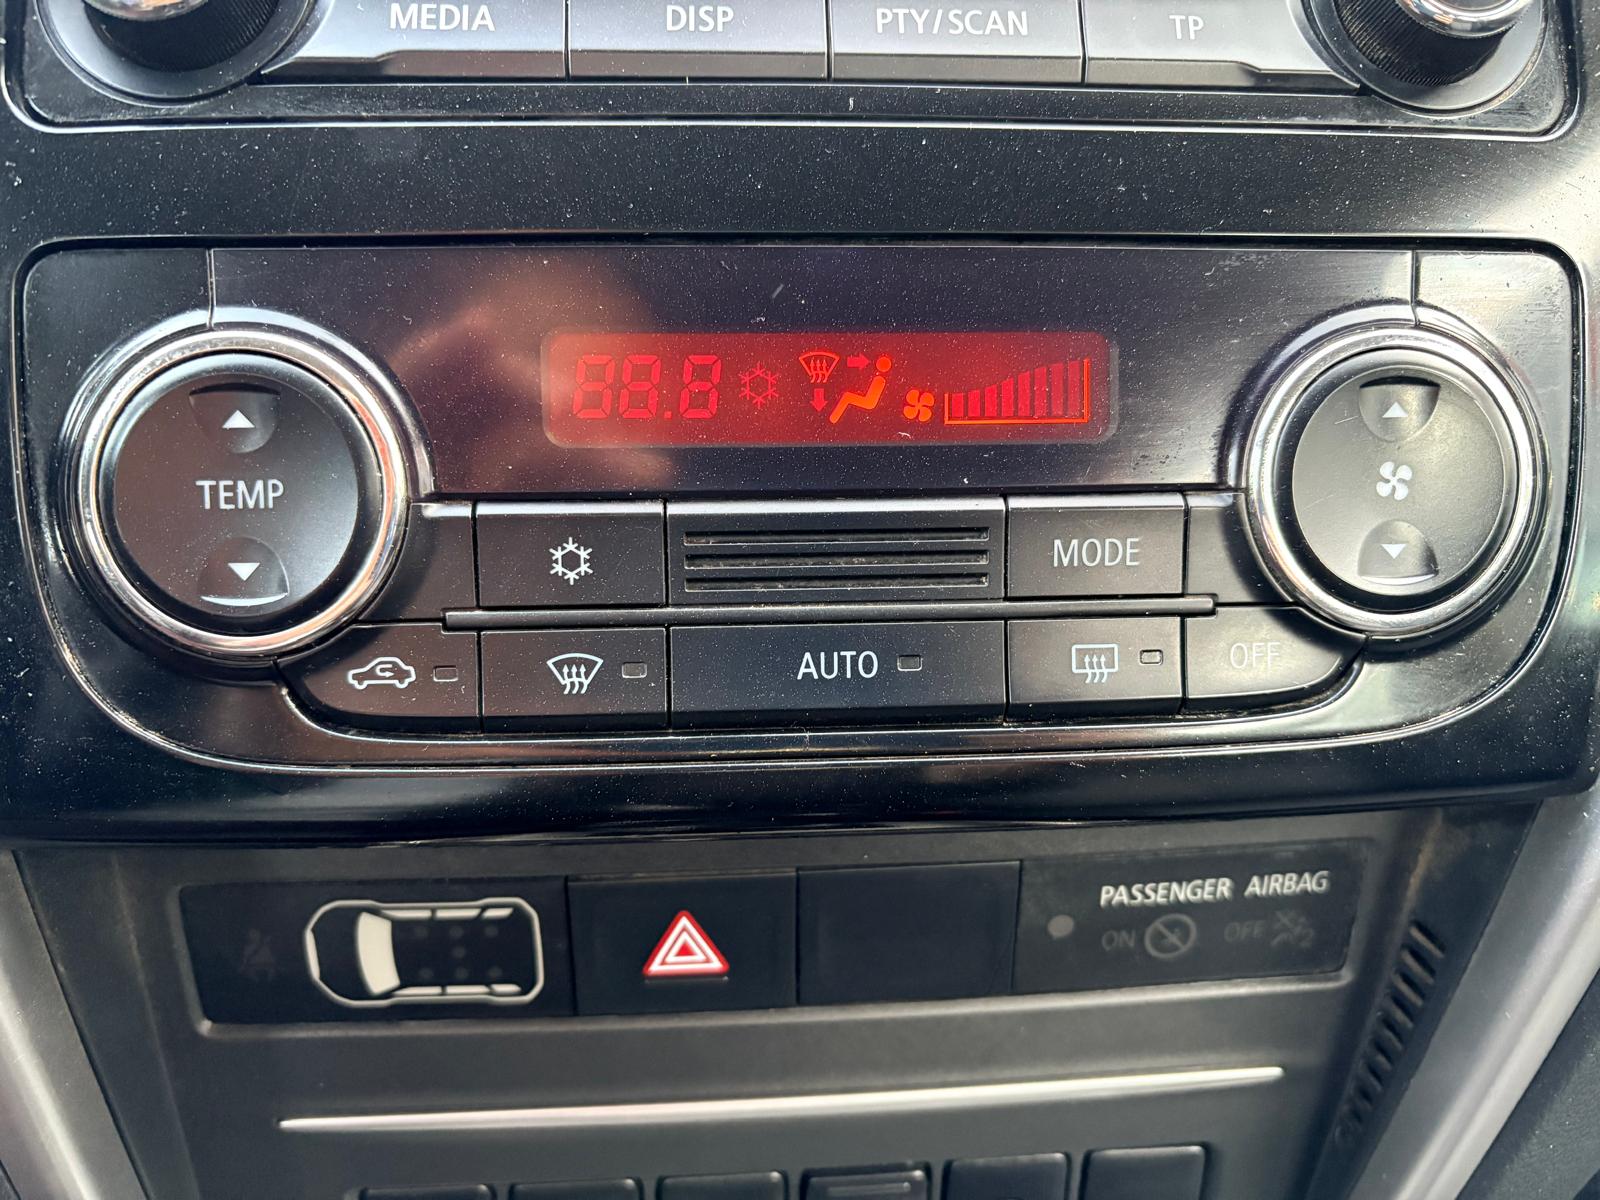 MEDIA DISP PTY/SCAN TP
88.8
TEMP
MODE
AUTO OFF
PASSENGER AIRBAG
ON OFF